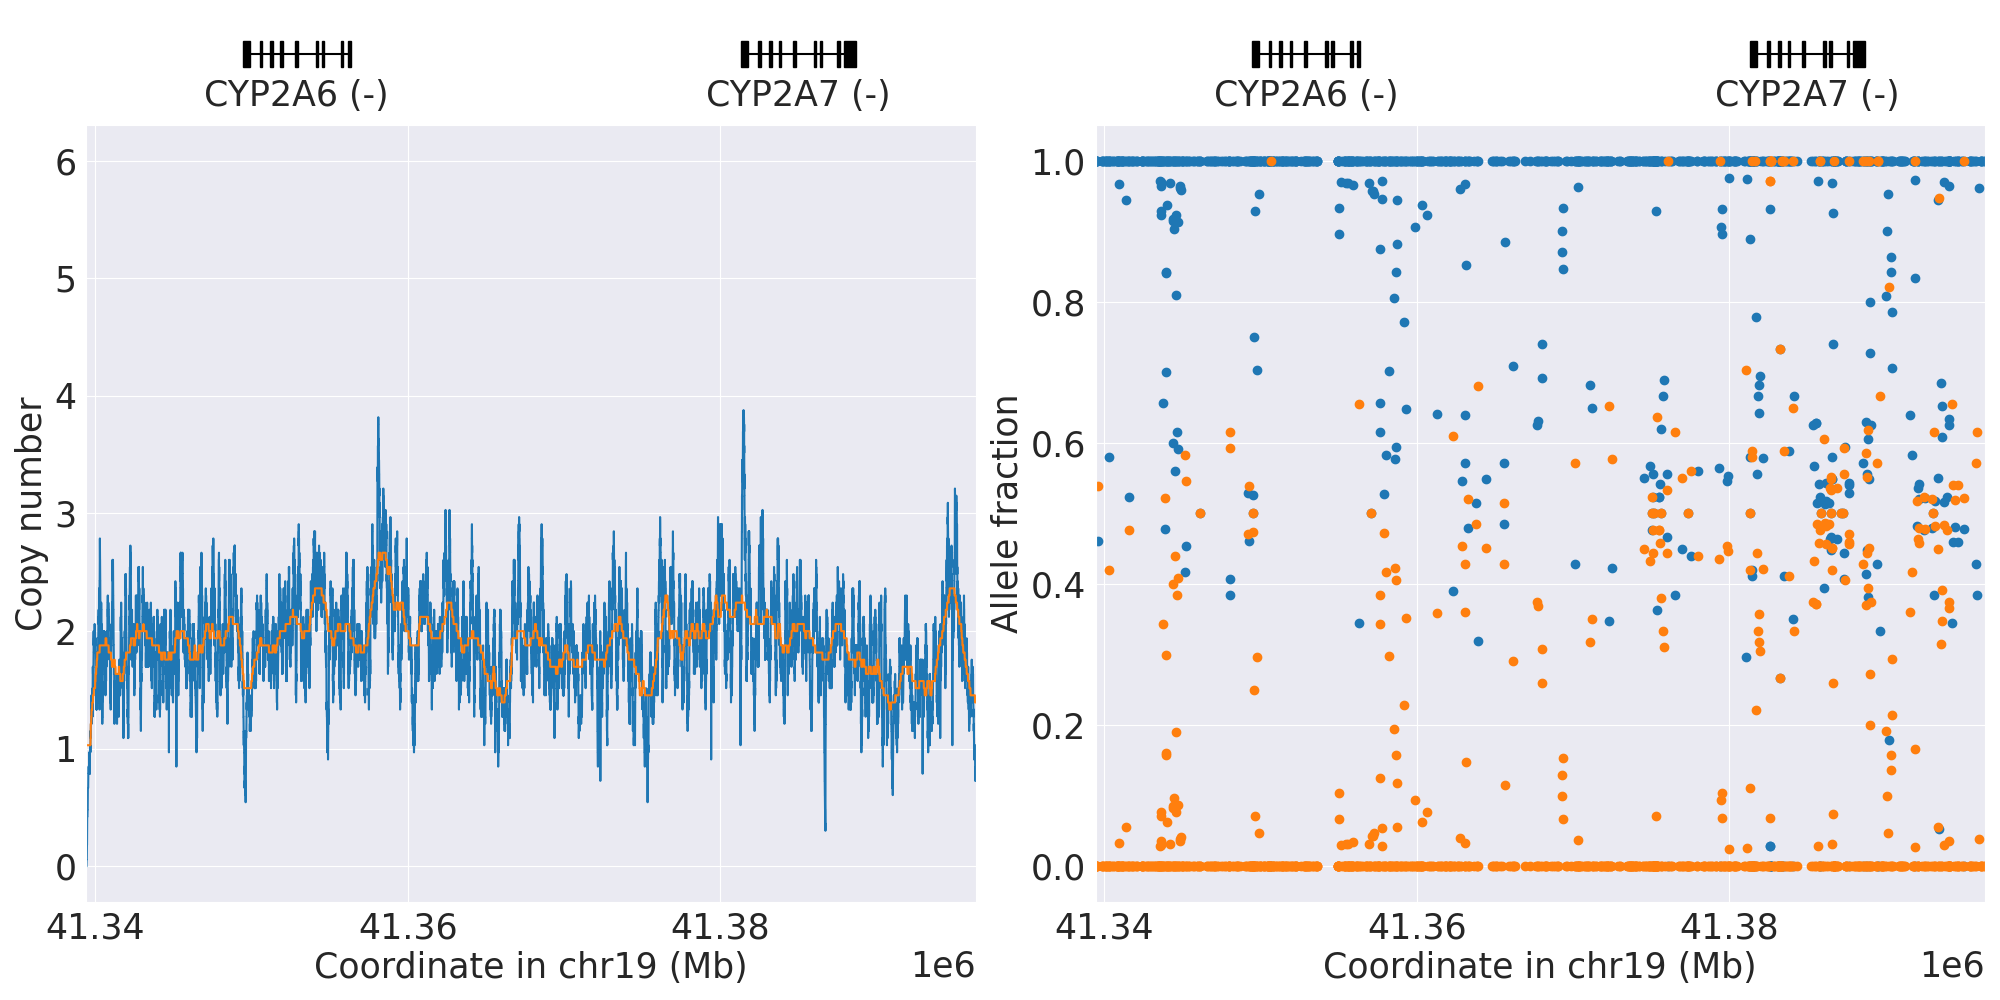 CYP2A6 (-)
CYP2A7 (-)
6
5
4
3
2
1
0
Copy number
41.34
41.36
41.38
Coordinate in chr19 (Mb)
1e6
CYP2A6 (-)
CYP2A7 (-)
1.0
0.8
0.6
0.4
0.2
0.0
Allele fraction
41.34
41.36
41.38
Coordinate in chr19 (Mb)
1e6